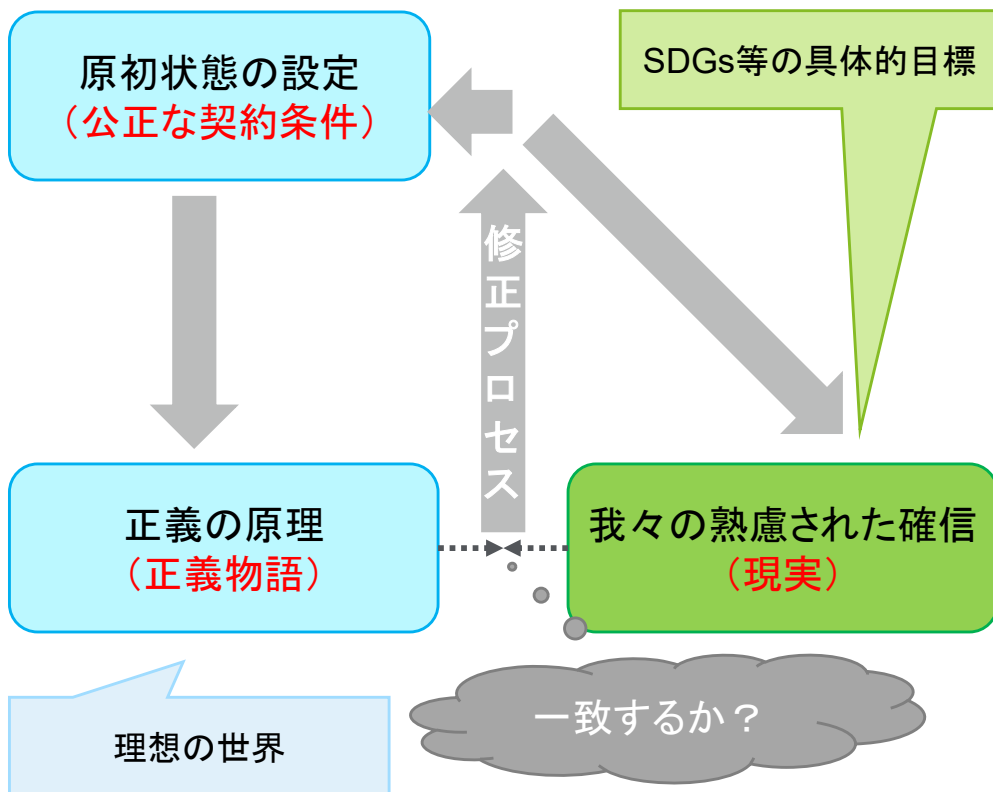 原初状態の設定
（公正な契約条件）
SDGs等の具体的目標
修正プロセス
正義の原理
（正義物語）
我々の熟慮された確信
（現実）
一致するか？
理想の世界